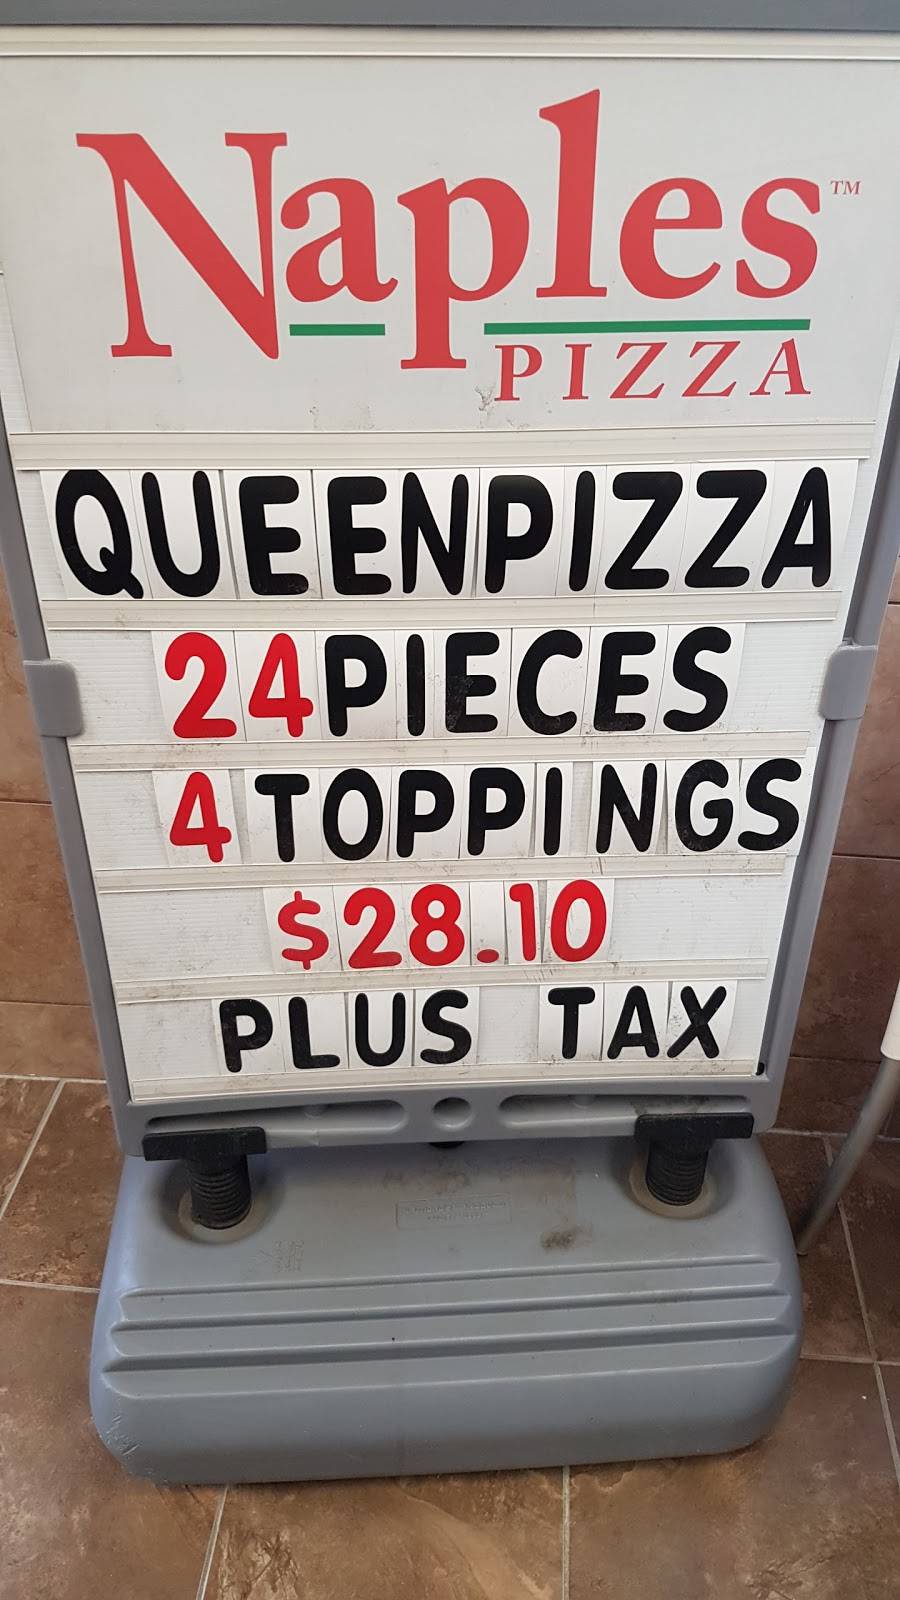 Naples™
PIZZA
QUEENPIZZA
24PIECES
4TOPPINGS
$28.10
PLUS TAX